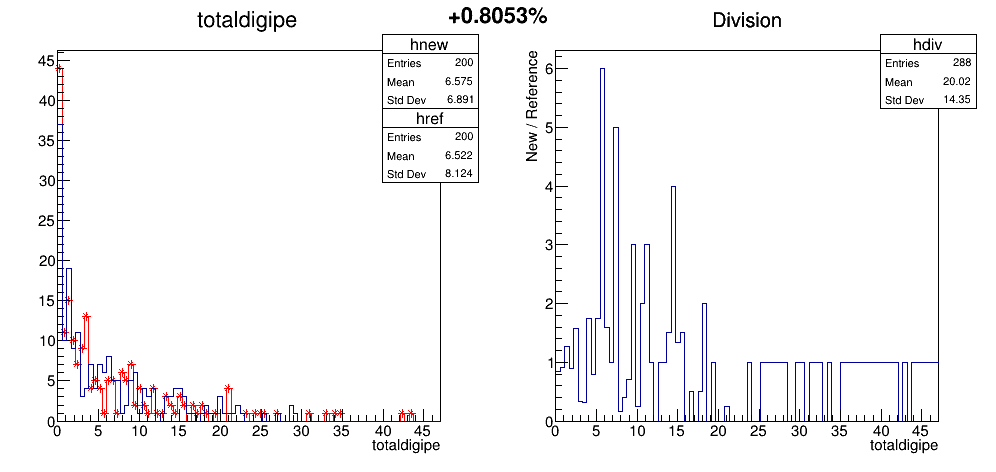 totaldigipe
+0.8053%
Division
hnew
Entries 200
Mean 6.575
Std Dev 6.891
href
Entries 200
Mean 6.522
Std Dev 8.124
45
40
35
30
25
20
15
10
5
0
0 5 10 15 20 25 30 35 40 45
totaldigipe
hdiv
Entries 288
Mean 20.02
Std Dev 14.35
New / Reference
6
5
4
3
2
1
0
0 5 10 15 20 25 30 35 40 45
totaldigipe